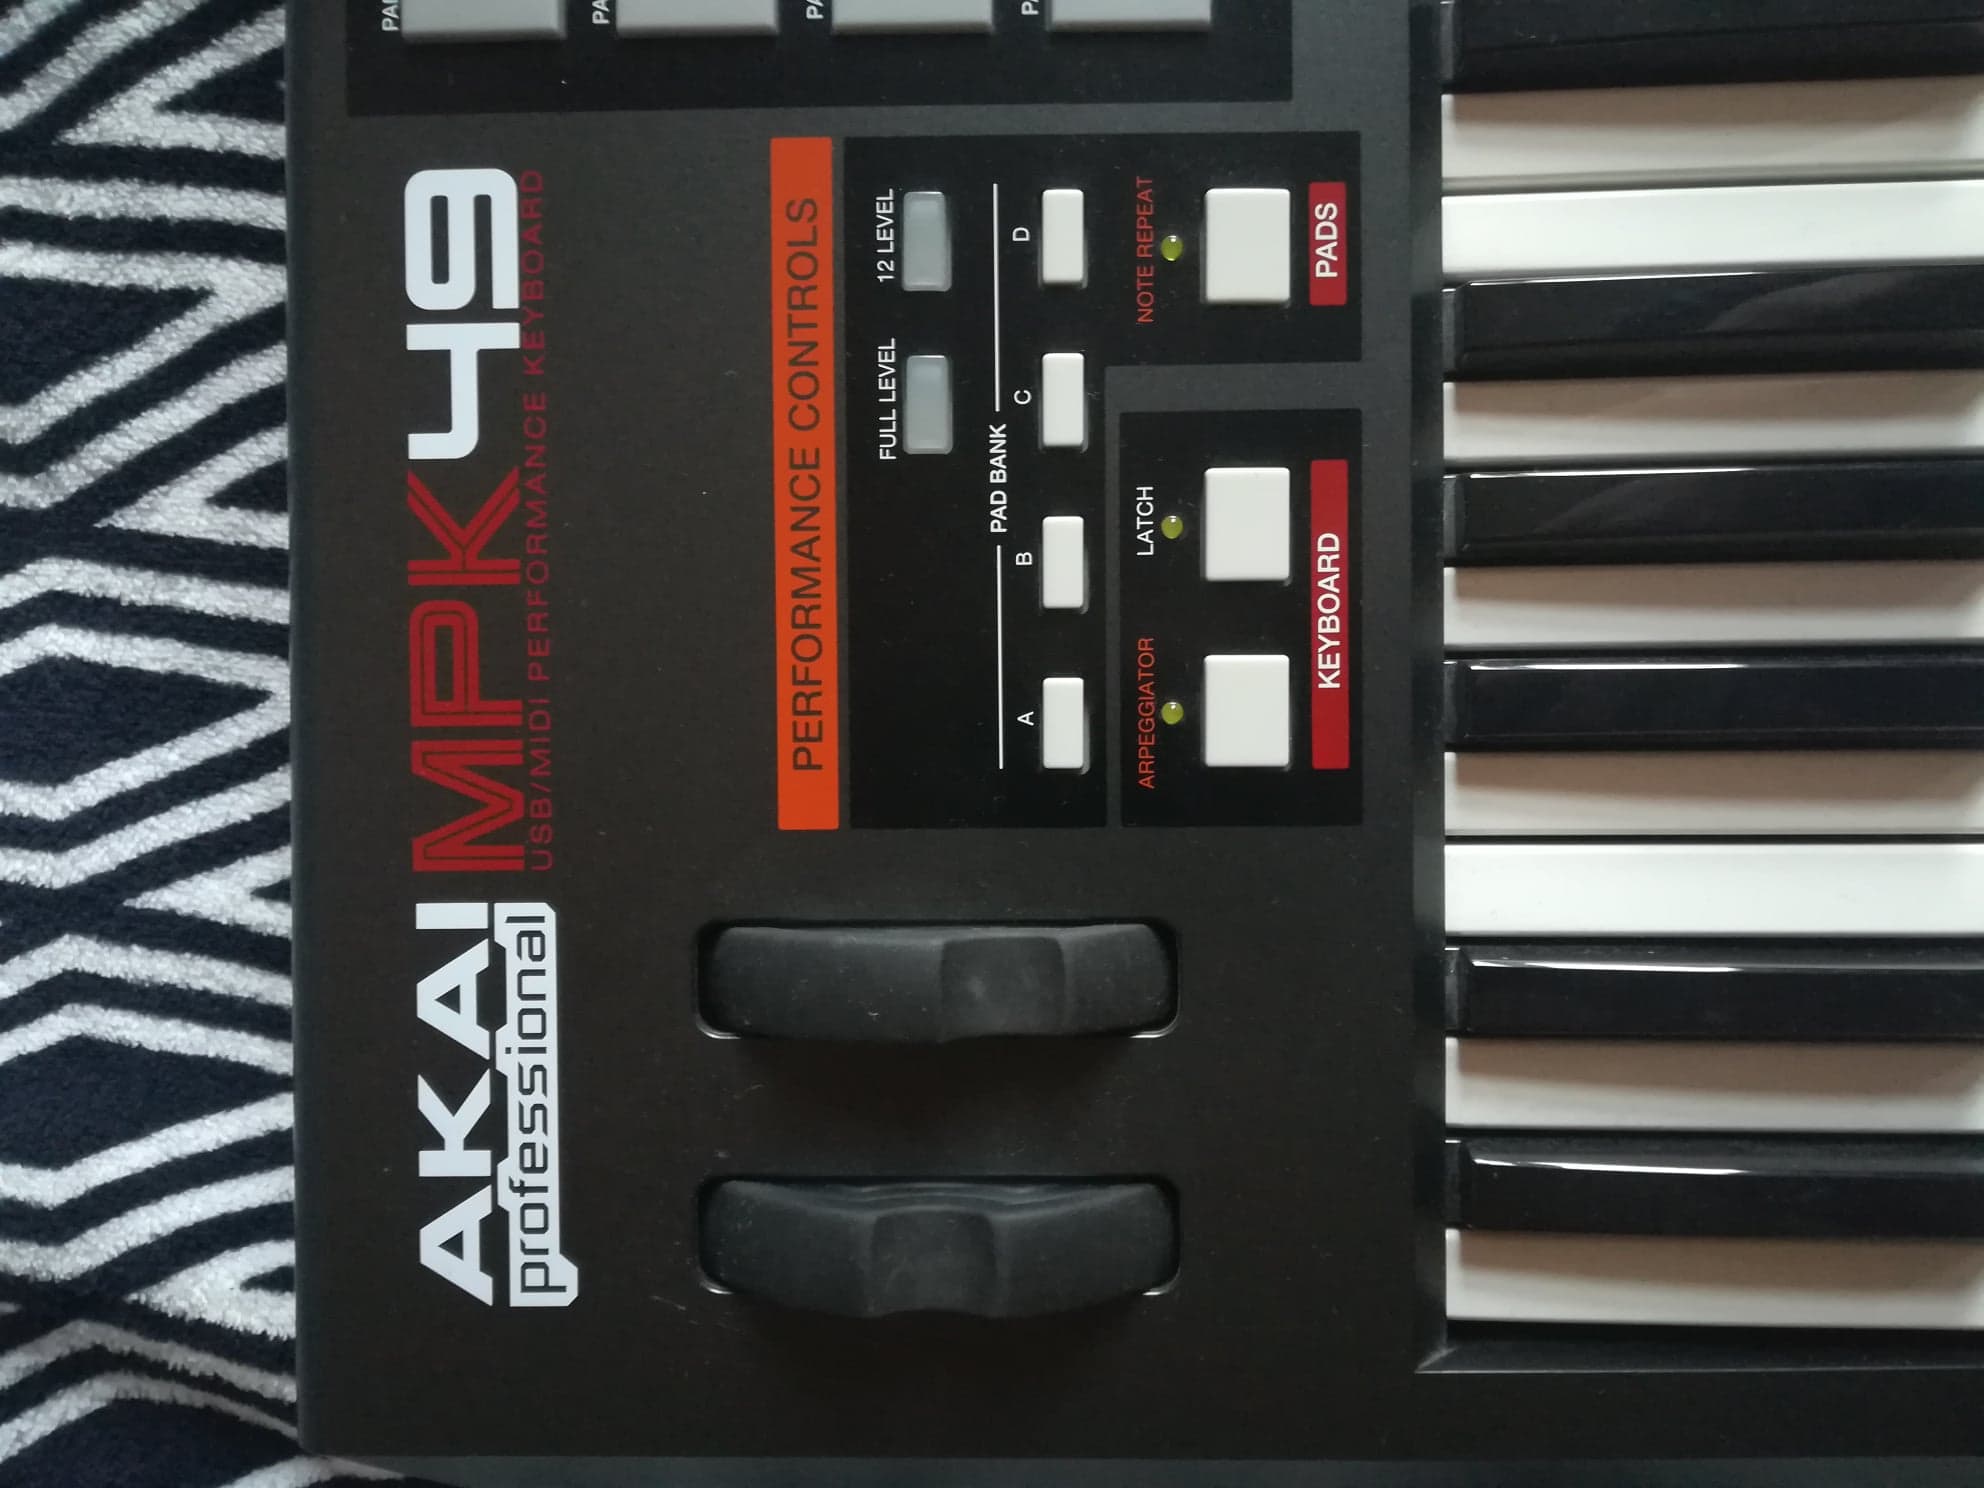 AKAI MPK49
professional
USB/MIDI PERFORMANCE KEYBOARD
PERFORMANCE CONTROLS
FULL LEVEL 12 LEVEL
PAD BANK
A B C D
ARPEGGIATOR LATCH NOTE REPEAT
KEYBOARD PADS